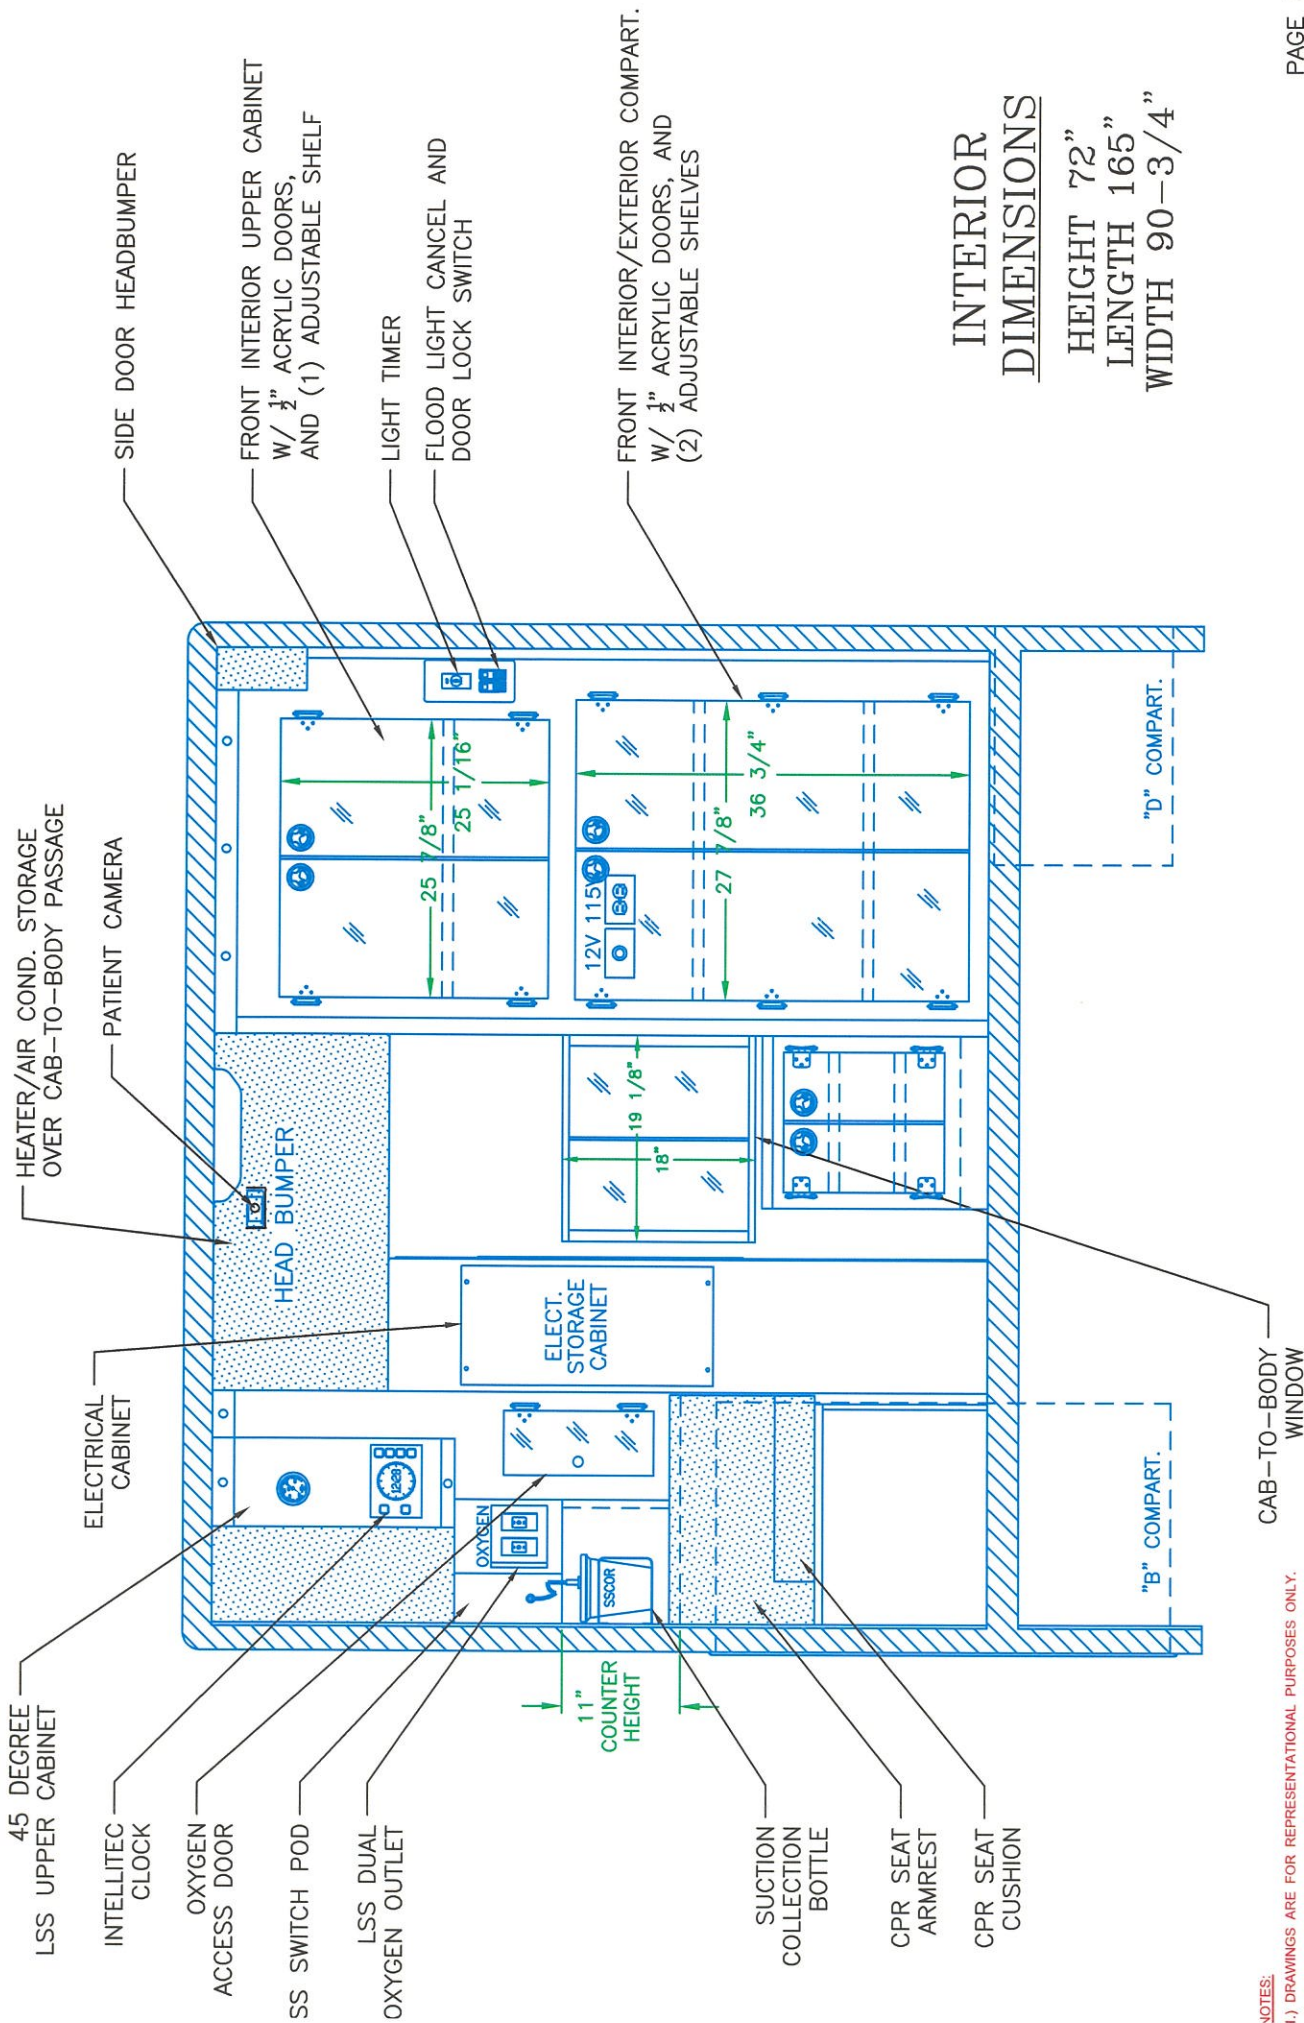 45 DEGREE
LSS UPPER CABINET
INTELLITEC
CLOCK
OXYGEN
ACCESS DOOR
SS SWITCH POD
LSS DUAL
OXYGEN OUTLET
SUCTION
COLLECTION
BOTTLE
CPR SEAT
ARMREST
CPR SEAT
CUSHION
ELECTRICAL
CABINET
HEATER/AIR COND. STORAGE
OVER CAB-TO-BODY PASSAGE
PATIENT CAMERA
SIDE DOOR HEADBUMPER
FRONT INTERIOR UPPER CABINET
W/ 1/2" ACRYLIC DOORS,
AND (1) ADJUSTABLE SHELF
LIGHT TIMER
FLOOD LIGHT CANCEL AND
DOOR LOCK SWITCH
FRONT INTERIOR/EXTERIOR COMPART.
W/ 1/2" ACRYLIC DOORS, AND
(2) ADJUSTABLE SHELVES
HEAD BUMPER
12:28
OXYGEN
SSCOR
ELECT.
STORAGE
CABINET
11"
COUNTER
HEIGHT
19 1/8"
18"
25 7/8"
25 1/16"
12V 115V
27 7/8"
36 3/4"
"B" COMPART.
"D" COMPART.
CAB-TO-BODY
WINDOW
INTERIOR
DIMENSIONS
HEIGHT 72"
LENGTH 165"
WIDTH 90-3/4"
NOTES:
1.) DRAWINGS ARE FOR REPRESENTATIONAL PURPOSES ONLY.
PAGE